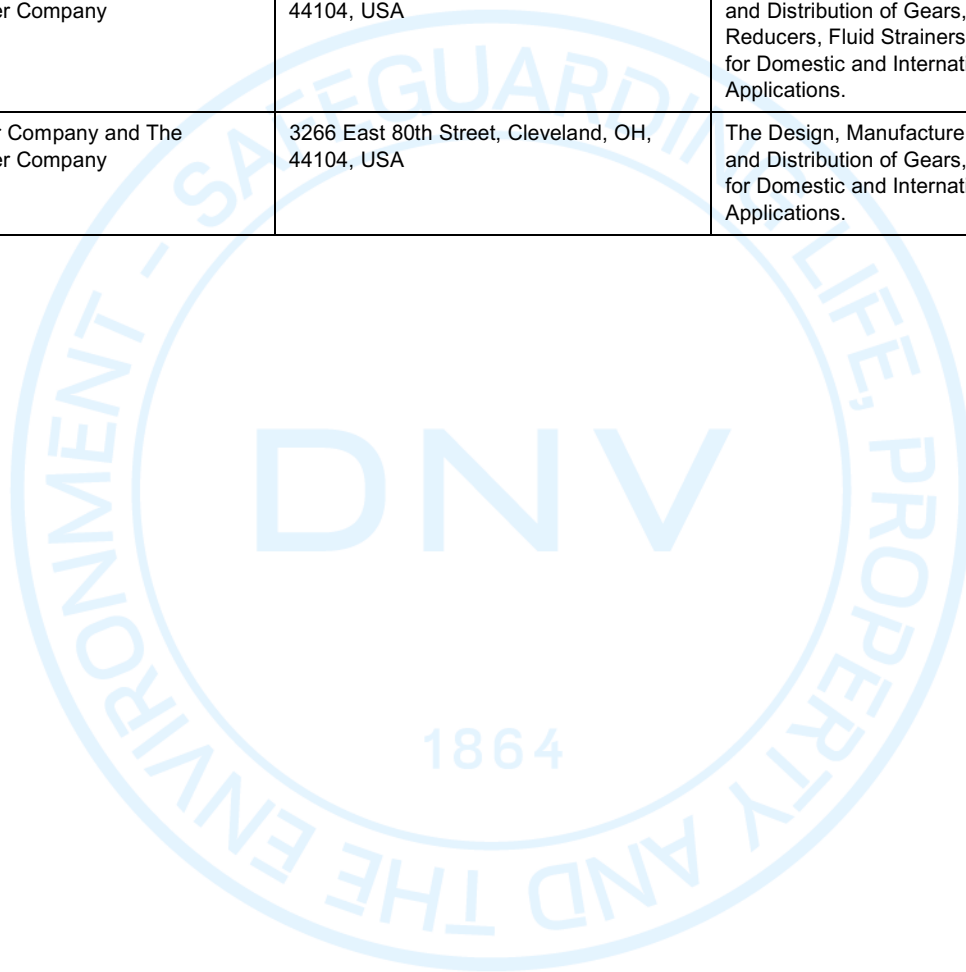 er Company
44104, USA
and Distribution of Gears,
Reducers, Fluid Strainers
for Domestic and Internat
Applications.
r Company and The
er Company
3266 East 80th Street, Cleveland, OH,
44104, USA
The Design, Manufacture
and Distribution of Gears,
for Domestic and Internat
Applications.
SAFEGUARDING LIFE, PROPERTY AND THE ENVIRONMENT -
DNV
1864